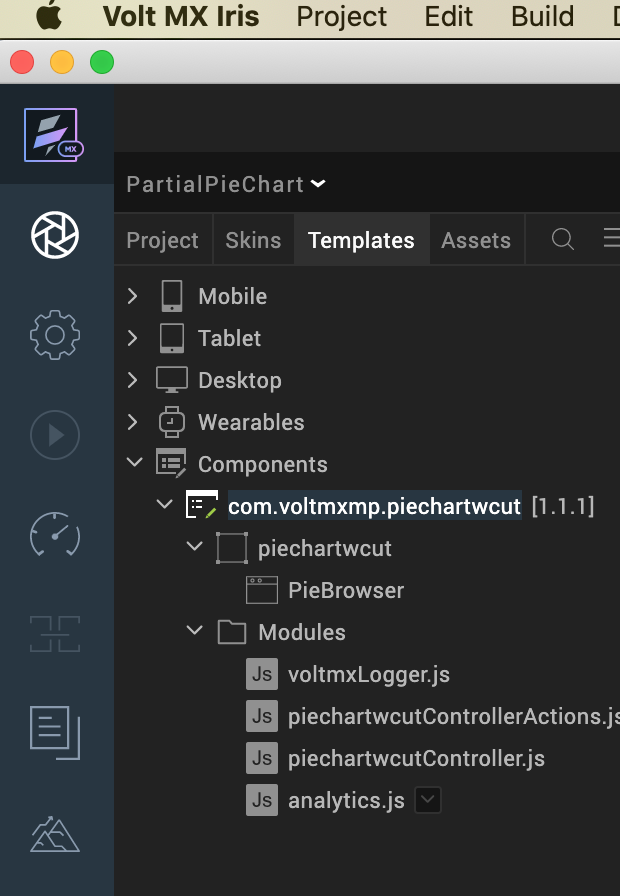 Volt MX Iris Project Edit Build
MX
PartialPieChart
Project Skins Templates Assets
Mobile
Tablet
Desktop
Wearables
Components
com.voltmxmp.piechartwcut [1.1.1]
piechartwcut
PieBrowser
Modules
Js voltmxLogger.js
Js piechartwcutControllerActions.js
Js piechartwcutController.js
Js analytics.js